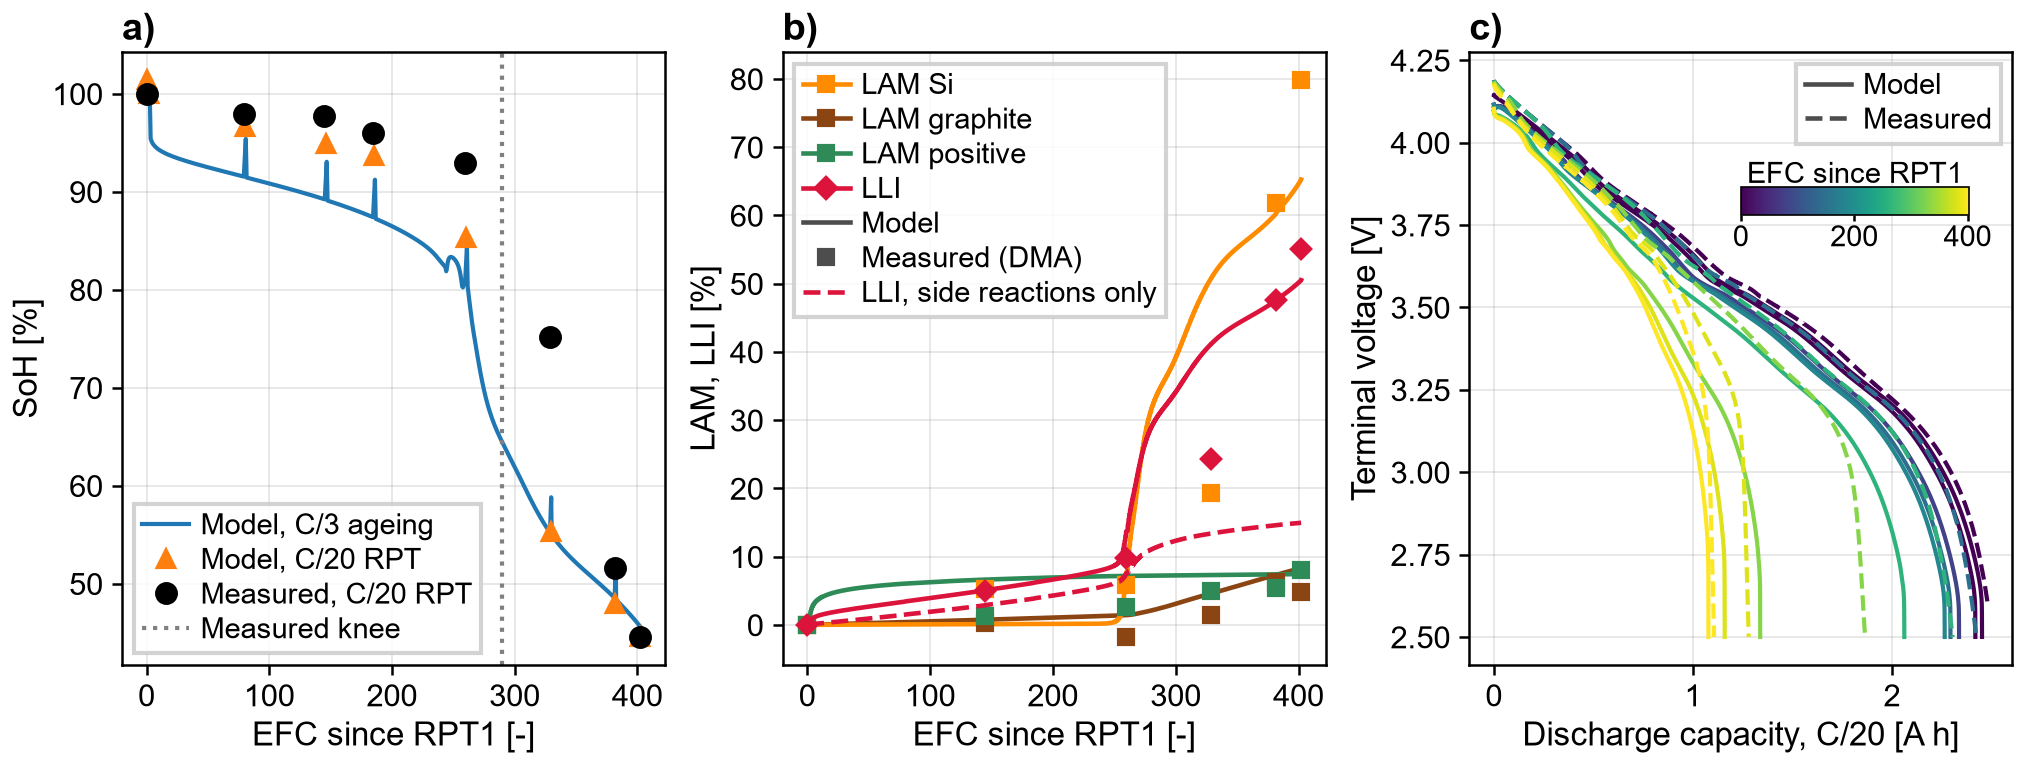 a)
SoH [%]
100
90
80
70
60
50
Model, C/3 ageing
Model, C/20 RPT
Measured, C/20 RPT
Measured knee
0
100
200
300
400
EFC since RPT1 [-]
b)
LAM, LLI [%]
80
70
60
50
40
30
20
10
0
LAM Si
LAM graphite
LAM positive
LLI
Model
Measured (DMA)
LLI, side reactions only
0
100
200
300
400
EFC since RPT1 [-]
c)
Terminal voltage [V]
4.25
4.00
3.75
3.50
3.25
3.00
2.75
2.50
Model
Measured
EFC since RPT1
0
200
400
0
1
2
Discharge capacity, C/20 [A h]